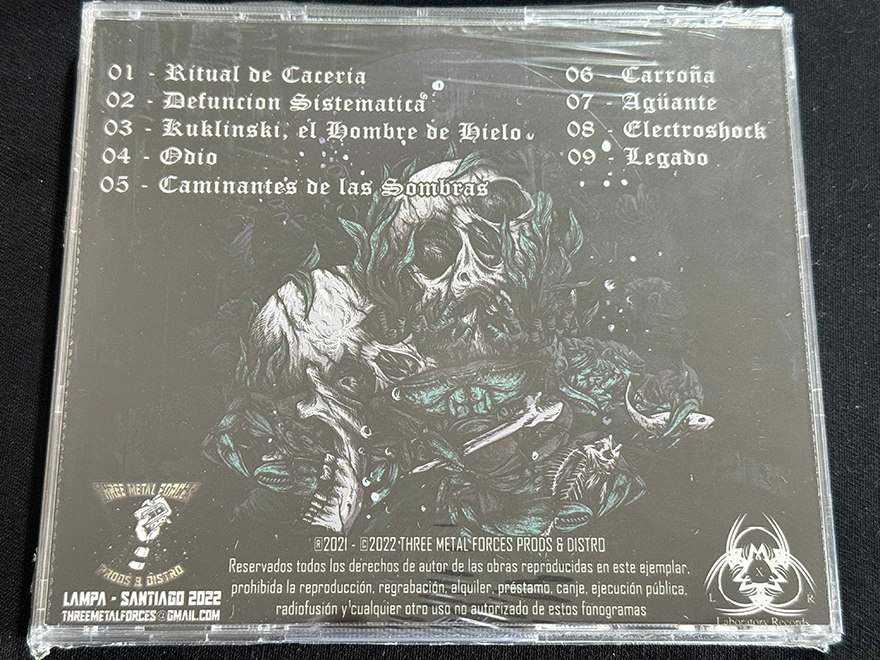 01 - Ritual de Caceria
02 - Defuncion Sistematica
03 - Kuklinski, el Hombre de Hielo
04 - Odio
05 - Caminantes de las Sombras
06 - Carroña
07 - Agüante
08 - Electroshock
09 - Legado
THREE METAL FORCES
PRODS & DISTRO
LAMPA - SANTIAGO 2022
THREEMETALFORCES@GMAIL.COM
℗2021 - ©2022 THREE METAL FORCES PRODS & DISTRO
Reservados todos los derechos de autor de las obras reproducidas en este ejemplar,
prohibida la reproducción, regrabación, alquiler, préstamo, canje, ejecución pública,
radiofusión y cualquier otro uso no autorizado de estos fonogramas
L X R
Laboratory Records